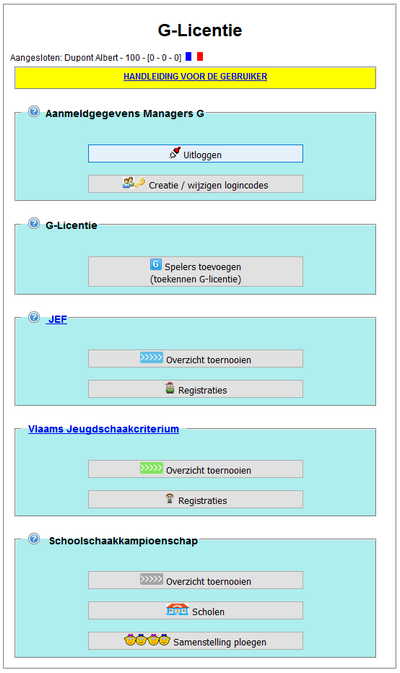 G-Licentie
Aangesloten: Dupont Albert - 100 - [0 - 0 - 0]
HANDLEIDING VOOR DE GEBRUIKER
Aanmeldgegevens Managers G
Uitloggen
Creatie / wijzigen logincodes
G-Licentie
G Spelers toevoegen
(toekennen G-licentie)
JEF
Overzicht toernooien
Registraties
Vlaams Jeugdschaakcriterium
Overzicht toernooien
Registraties
Schoolschaakkampioenschap
Overzicht toernooien
Scholen
Samenstelling ploegen